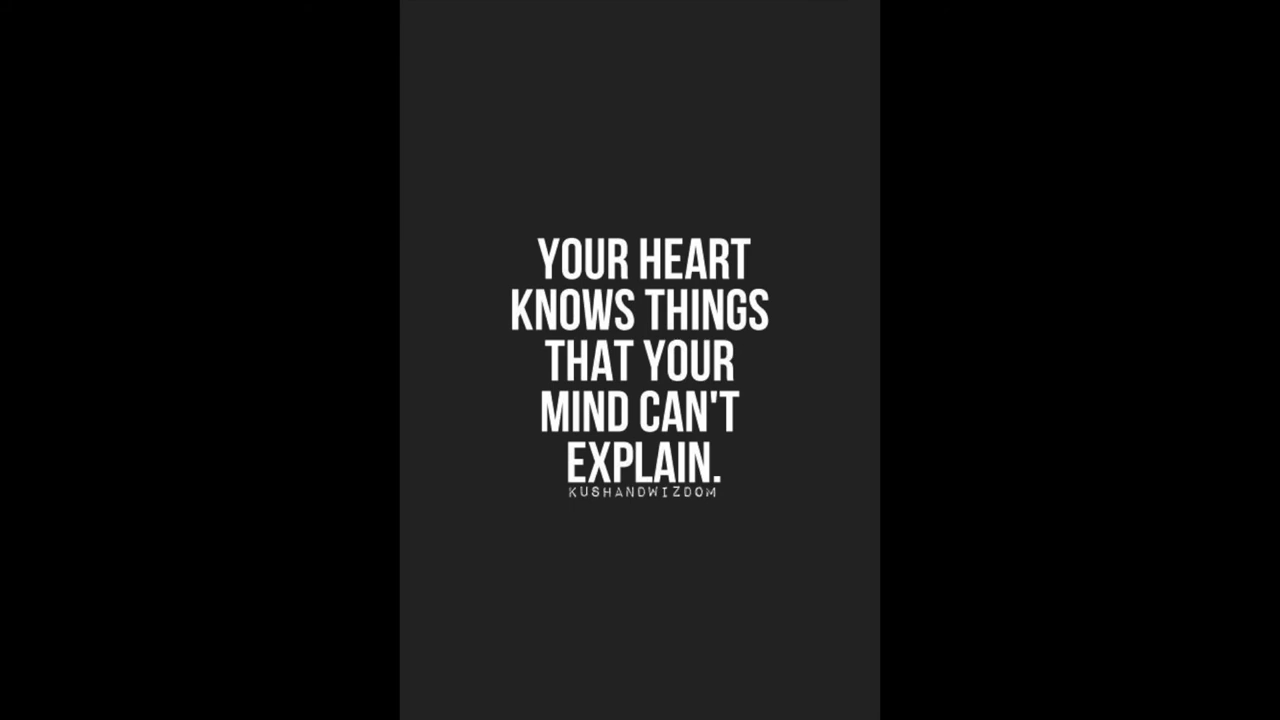 YOUR HEART
KNOWS THINGS
THAT YOUR
MIND CAN'T
EXPLAIN.
KUSHANDWIZDOM